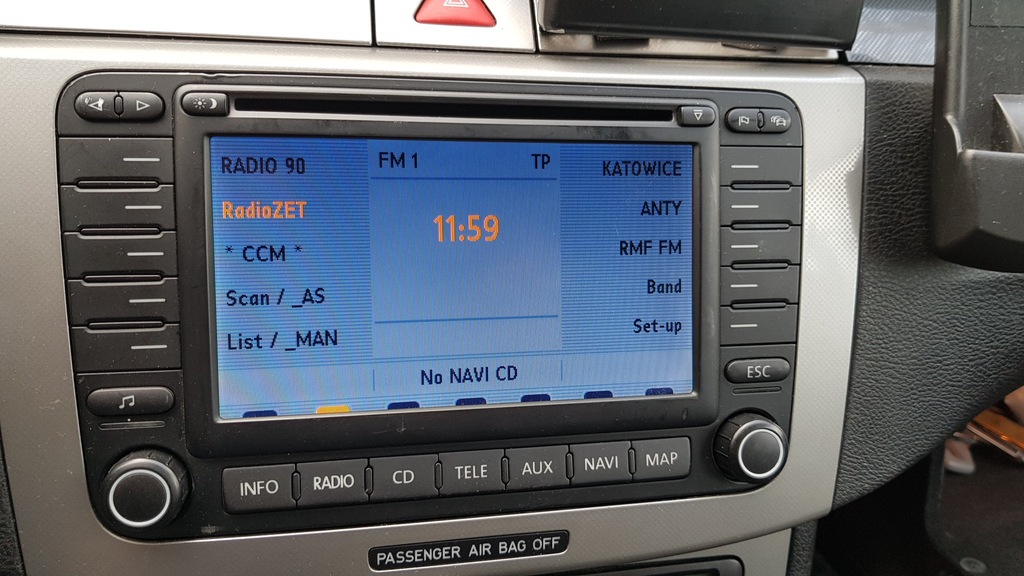 RADIO 90
RadioZET
* CCM *
Scan / _AS
List / _MAN
FM 1 TP
11:59
KATOWICE
ANTY
RMF FM
Band
Set-up
No NAVI CD
ESC
INFO RADIO CD TELE AUX NAVI MAP
PASSENGER AIR BAG OFF